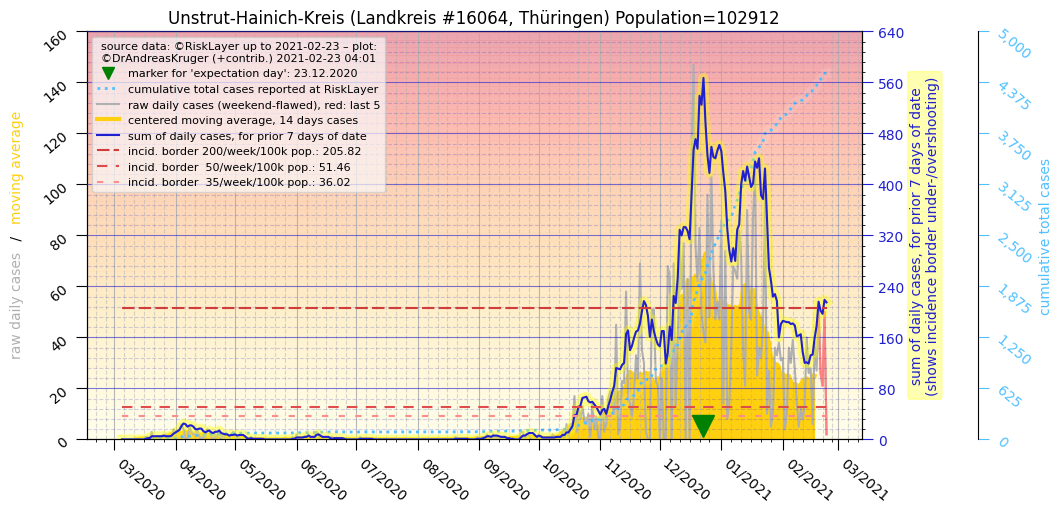 Unstrut-Hainich-Kreis (Landkreis #16064, Thüringen) Population=102912
source data: ©RiskLayer up to 2021-02-23 – plot:
©DrAndreasKruger (+contrib.) 2021-02-23 04:01
marker for 'expectation day': 23.12.2020
cumulative total cases reported at RiskLayer
raw daily cases (weekend-flawed), red: last 5
centered moving average, 14 days cases
sum of daily cases, for prior 7 days of date
incid. border 200/week/100k pop.: 205.82
incid. border  50/week/100k pop.: 51.46
incid. border  35/week/100k pop.: 36.02
raw daily cases / moving average
160
140
120
100
80
60
40
20
0
640
560
480
400
320
240
160
80
0
sum of daily cases, for prior 7 days of date
(shows incidence border under-/overshooting)
5,000
4,375
3,750
3,125
2,500
1,875
1,250
625
0
cumulative total cases
03/2020
04/2020
05/2020
06/2020
07/2020
08/2020
09/2020
10/2020
11/2020
12/2020
01/2021
02/2021
03/2021